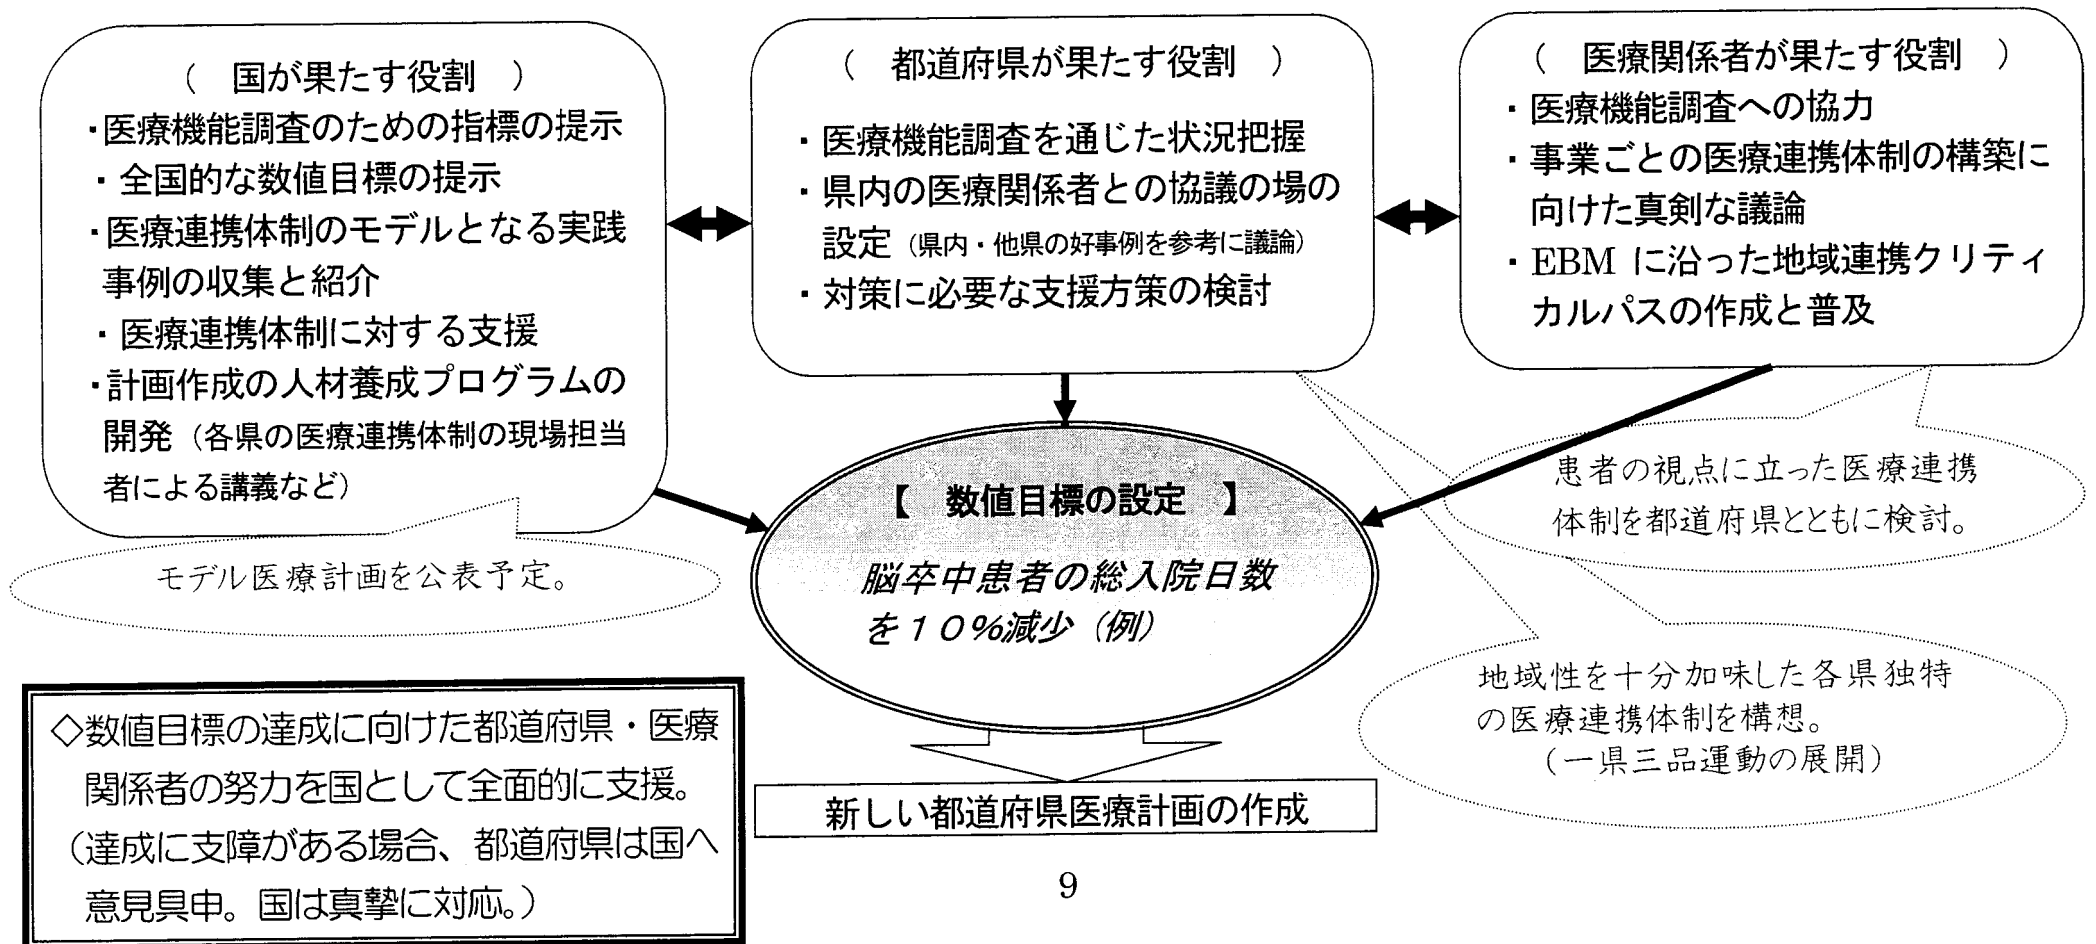 （　国が果たす役割　）
・医療機能調査のための指標の提示
・全国的な数値目標の提示
・医療連携体制のモデルとなる実践
事例の収集と紹介
・医療連携体制に対する支援
・計画作成の人材養成プログラムの
開発（各県の医療連携体制の現場担当
者による講義など）
モデル医療計画を公表予定。
（　都道府県が果たす役割　）
・医療機能調査を通じた状況把握
・県内の医療関係者との協議の場の
設定（県内・他県の好事例を参考に議論）
・対策に必要な支援方策の検討
（　医療関係者が果たす役割　）
・医療機能調査への協力
・事業ごとの医療連携体制の構築に
向けた真剣な議論
・EBM に沿った地域連携クリティ
カルパスの作成と普及
患者の視点に立った医療連携
体制を都道府県とともに検討。
【　数値目標の設定　】
脳卒中患者の総入院日数
を１０％減少（例）
地域性を十分加味した各県独特
の医療連携体制を構想。
（一県三品運動の展開）
◇数値目標の達成に向けた都道府県・医療
関係者の努力を国として全面的に支援。
（達成に支障がある場合、都道府県は国へ
意見具申。国は真摯に対応。）
新しい都道府県医療計画の作成
9